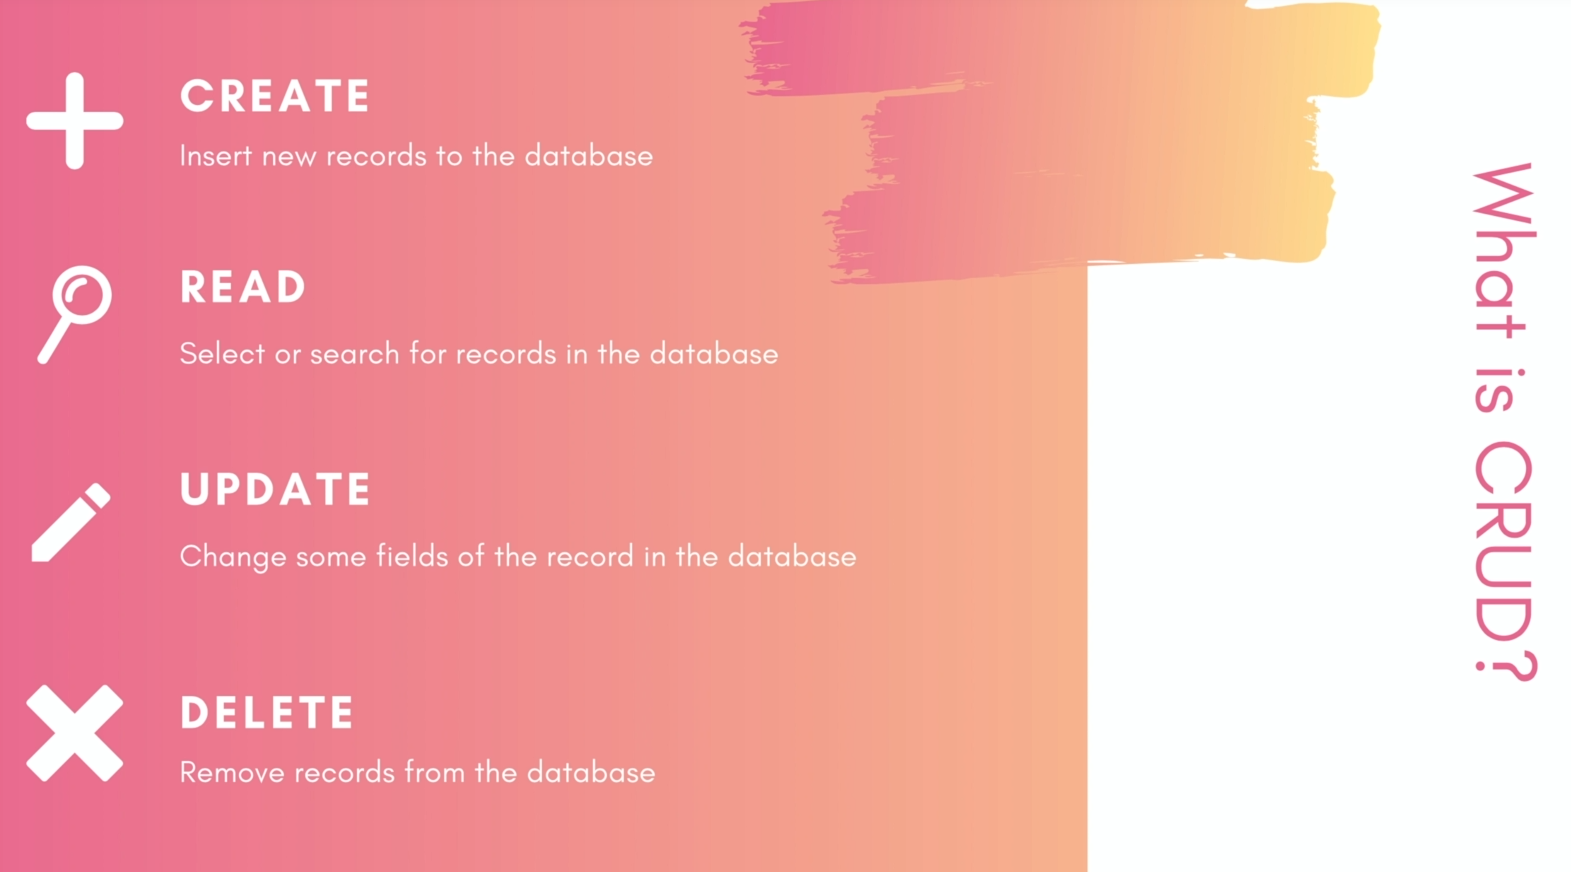 CREATE
Insert new records to the database
READ
Select or search for records in the database
UPDATE
Change some fields of the record in the database
DELETE
Remove records from the database
What is CRUD?